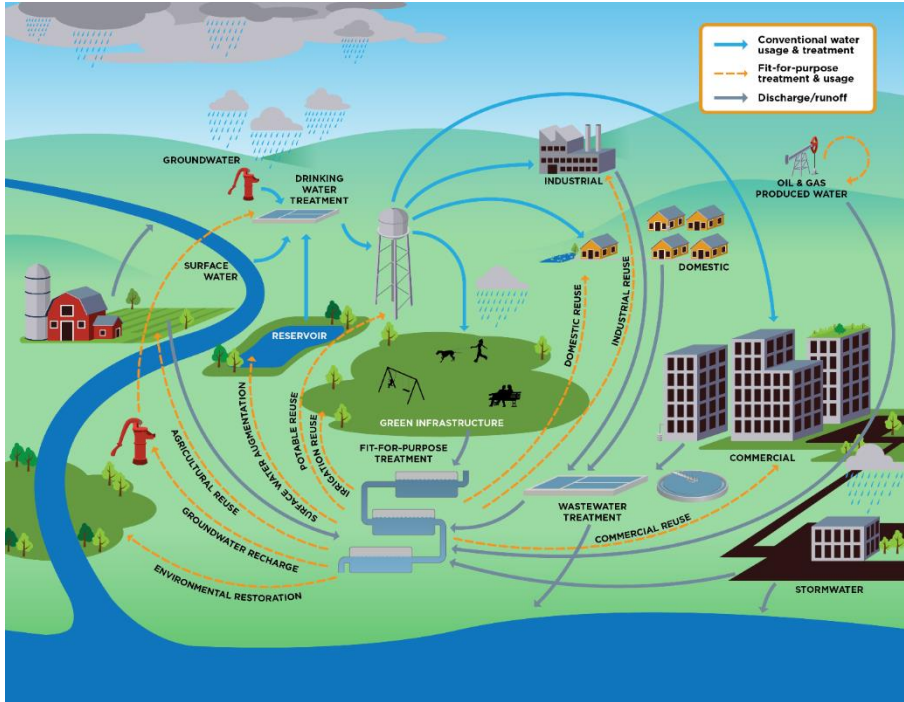 Conventional water
usage & treatment
Fit-for-purpose
treatment & usage
Discharge/runoff
GROUNDWATER
DRINKING
WATER
TREATMENT
INDUSTRIAL
OIL & GAS
PRODUCED WATER
SURFACE
WATER
DOMESTIC
RESERVOIR
DOMESTIC REUSE
INDUSTRIAL REUSE
GREEN INFRASTRUCTURE
FIT-FOR-PURPOSE
TREATMENT
COMMERCIAL
AGRICULTURAL REUSE
SURFACE WATER AUGMENTATION
POTABLE REUSE
IRRIGATION REUSE
WASTEWATER
TREATMENT
COMMERCIAL REUSE
GROUNDWATER RECHARGE
ENVIRONMENTAL RESTORATION
STORMWATER